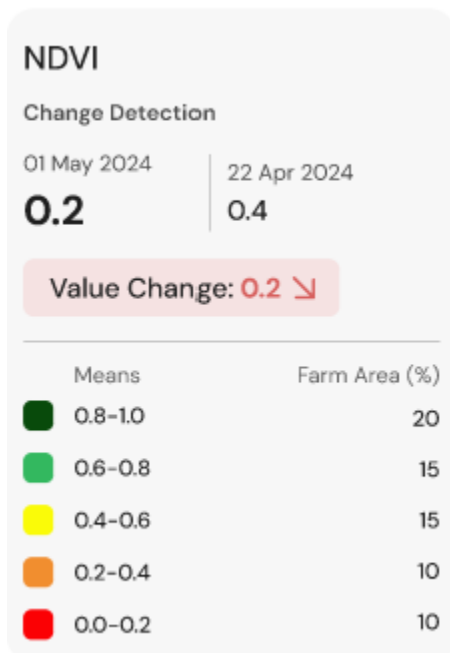 NDVI
Change Detection
01 May 2024
0.2
22 Apr 2024
0.4
Value Change: 0.2
Means Farm Area (%)
0.8-1.0 20
0.6-0.8 15
0.4-0.6 15
0.2-0.4 10
0.0-0.2 10